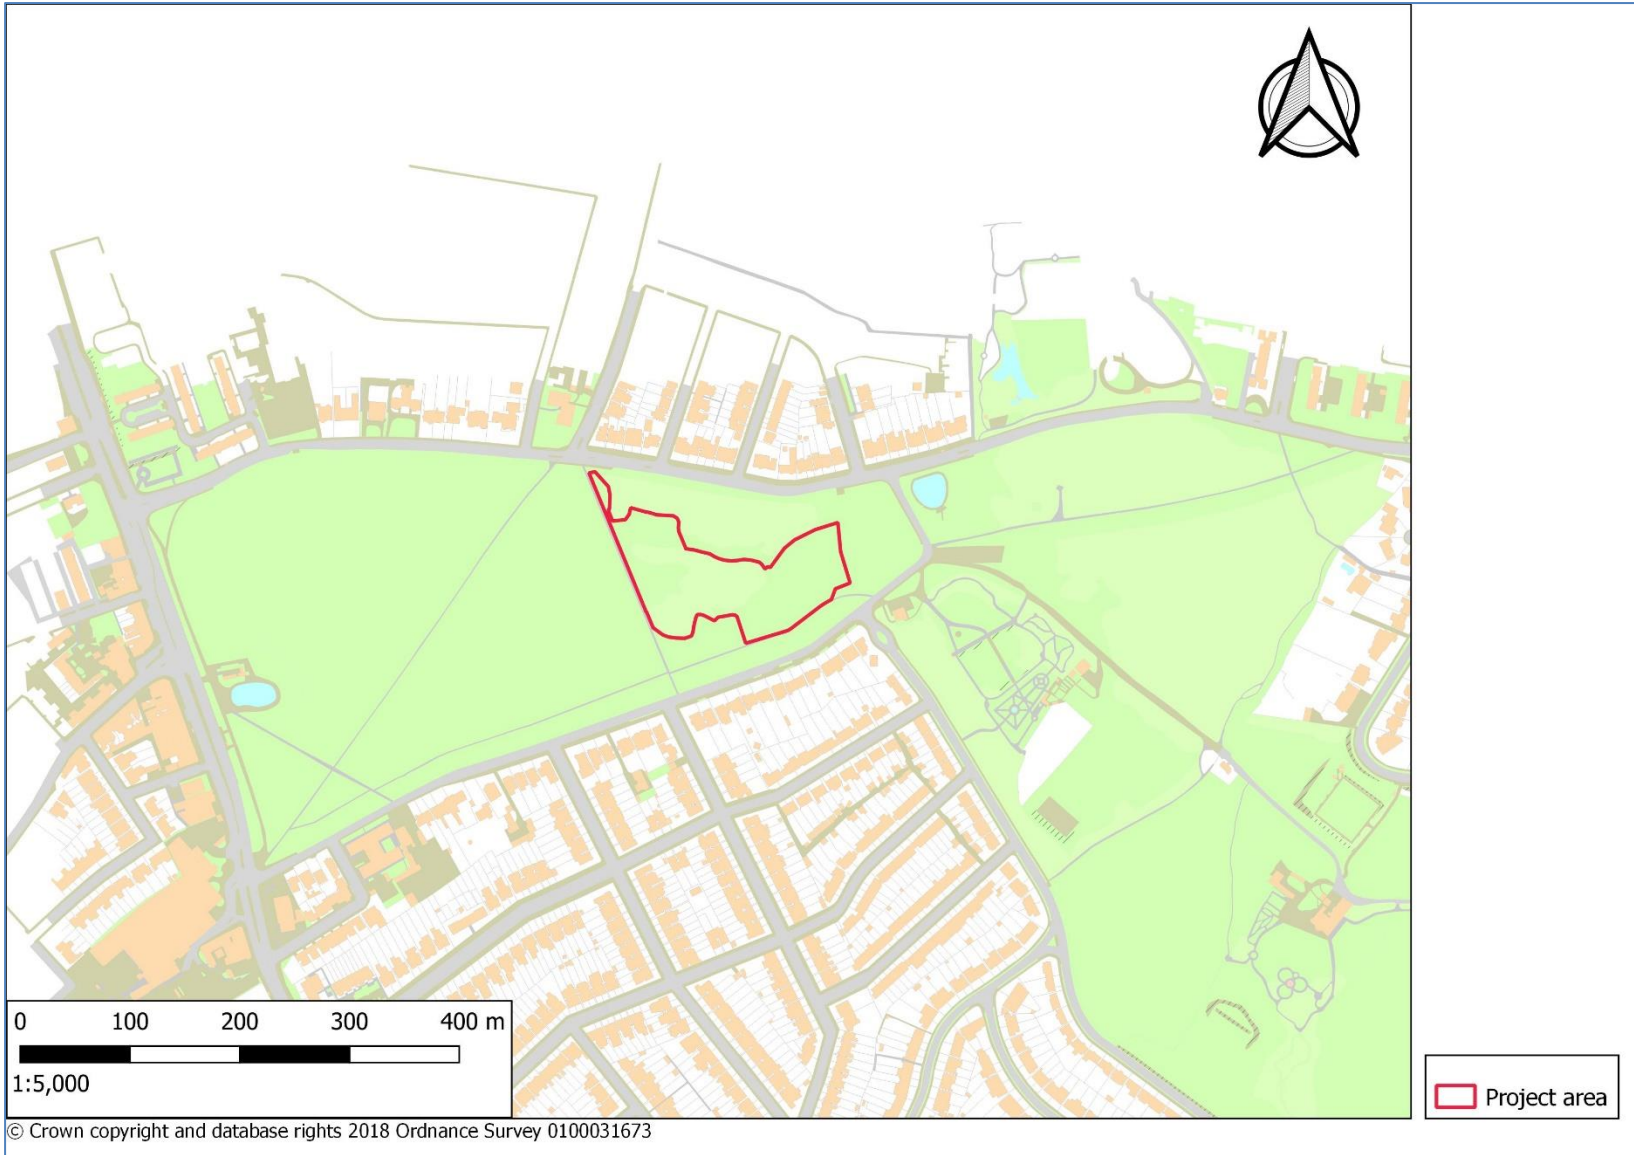 0 100 200 300 400 m
1:5,000
Project area
© Crown copyright and database rights 2018 Ordnance Survey 0100031673